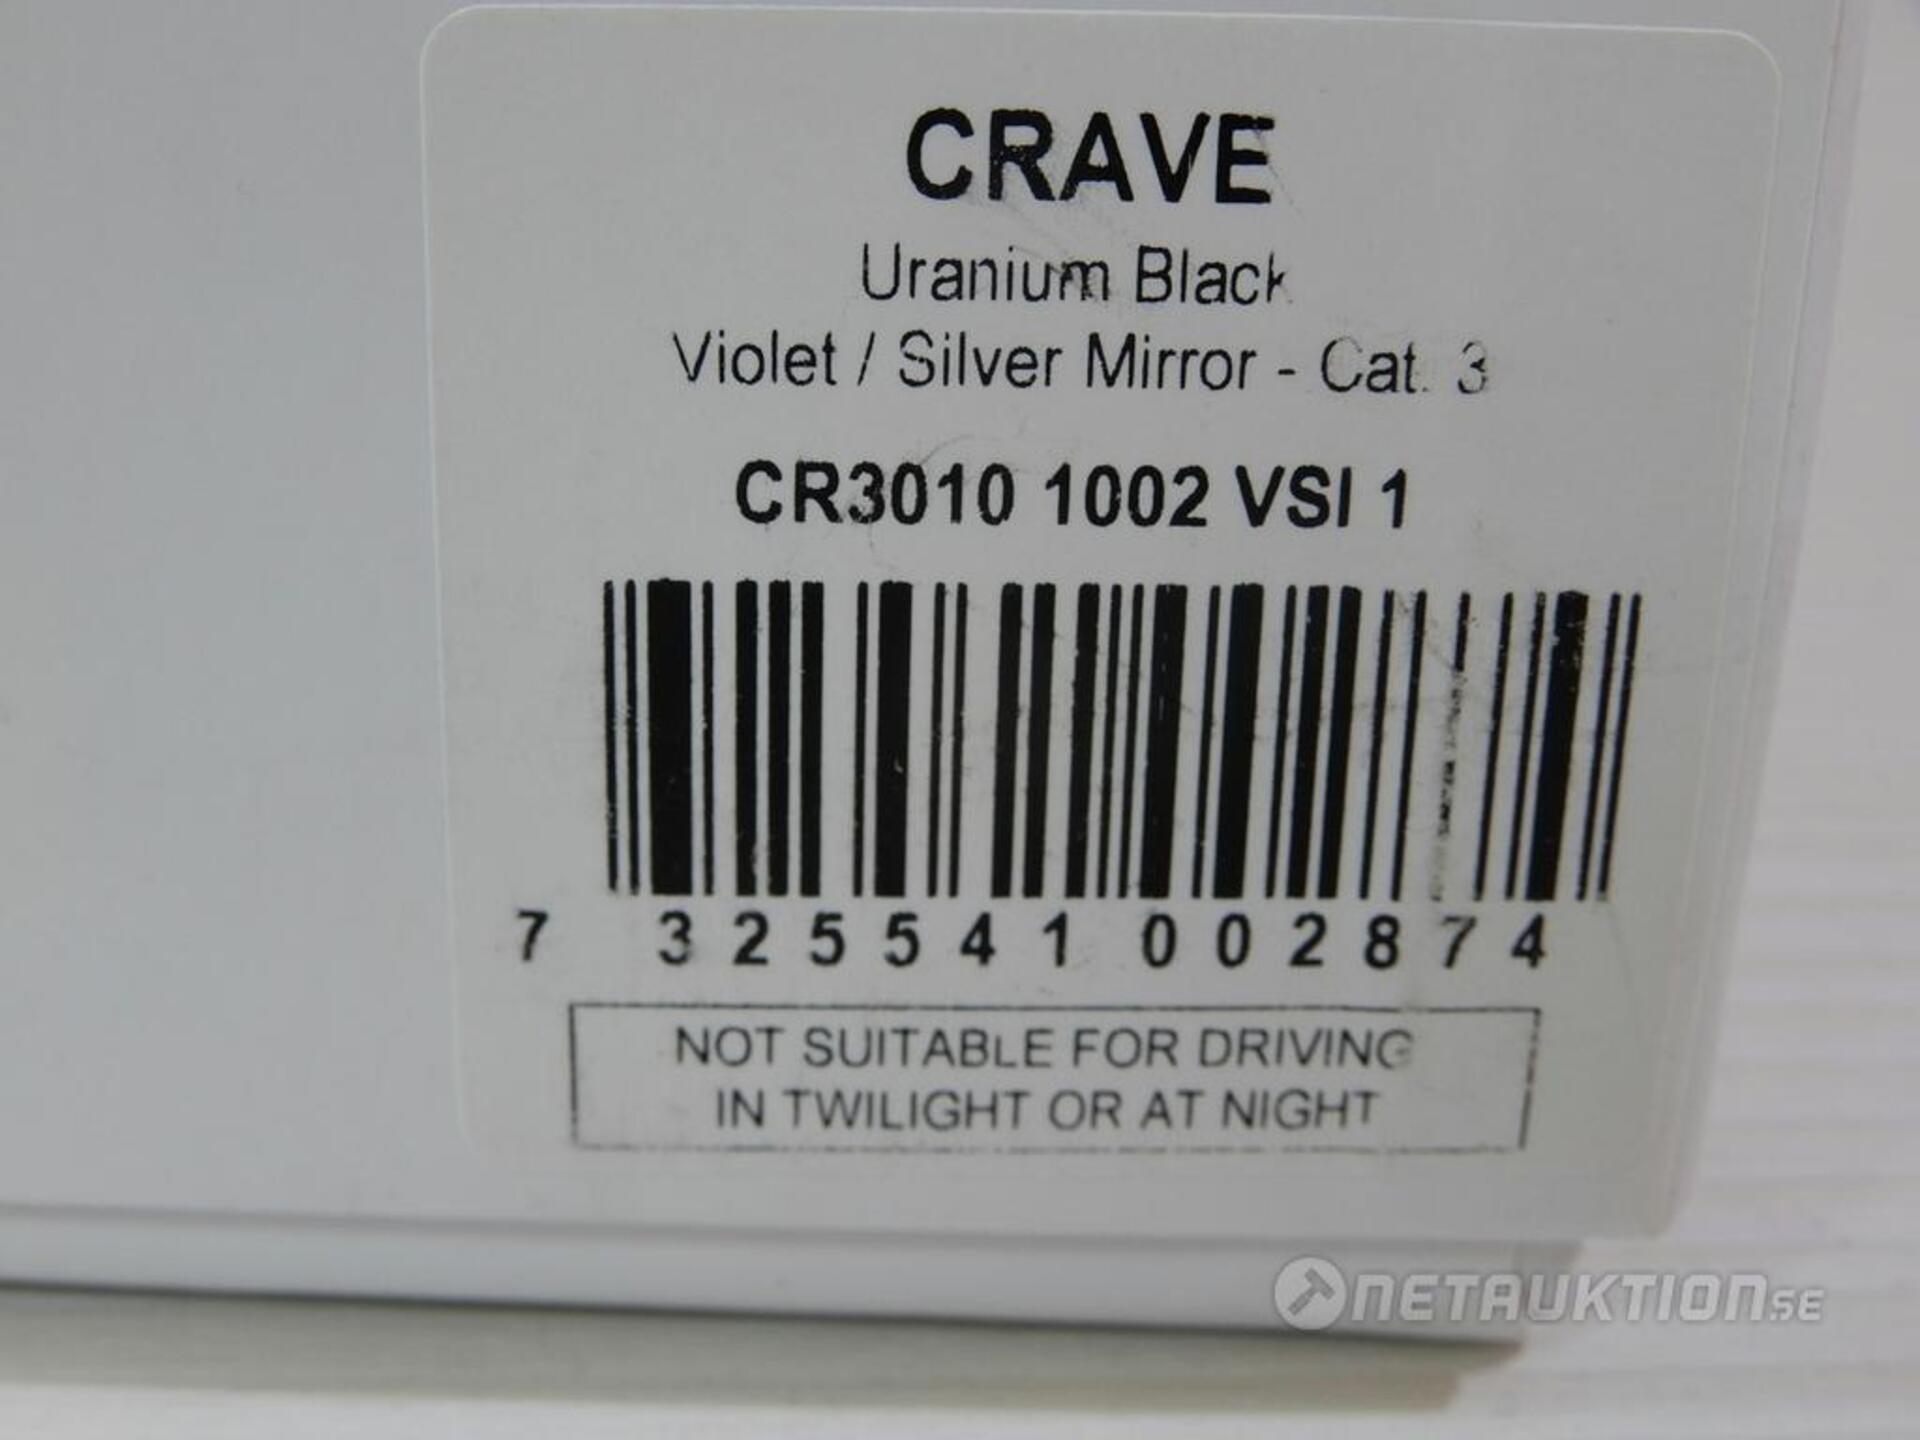 CRAVE
Uranium Black
Violet / Silver Mirror - Cat. 3
CR3010 1002 VSI 1
7 325541 002874
NOT SUITABLE FOR DRIVING
IN TWILIGHT OR AT NIGHT
NETAUKTION.SE